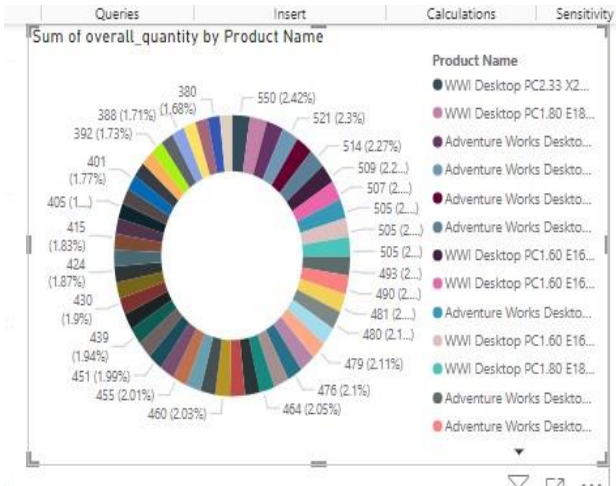 Queries
Insert
Calculations
Sensitivity
Sum of overall_quantity by Product Name
380
(1.68%)
388 (1.71%)
392 (1.73%)
401
(1.77%)
405 (1....)
415
(1.83%)
424
(1.87%)
430
(1.9%)
439
(1.94%)
451 (1.99%)
455 (2.01%)
460 (2.03%)
550 (2.42%)
521 (2.3%)
514 (2.27%)
509 (2.2...)
507 (2....)
505 (2....)
505 (2....)
505 (2....)
493 (2....)
490 (2....)
481 (2....)
480 (2.1...)
479 (2.11%)
476 (2.1%)
464 (2.05%)
Product Name
WWI Desktop PC2.33 X2...
WWI Desktop PC1.80 E18...
Adventure Works Deskto...
Adventure Works Deskto...
Adventure Works Deskto...
Adventure Works Deskto...
WWI Desktop PC1.60 E16...
WWI Desktop PC1.60 E16...
Adventure Works Deskto...
WWI Desktop PC1.60 E16...
WWI Desktop PC1.80 E18...
Adventure Works Deskto...
Adventure Works Deskto...